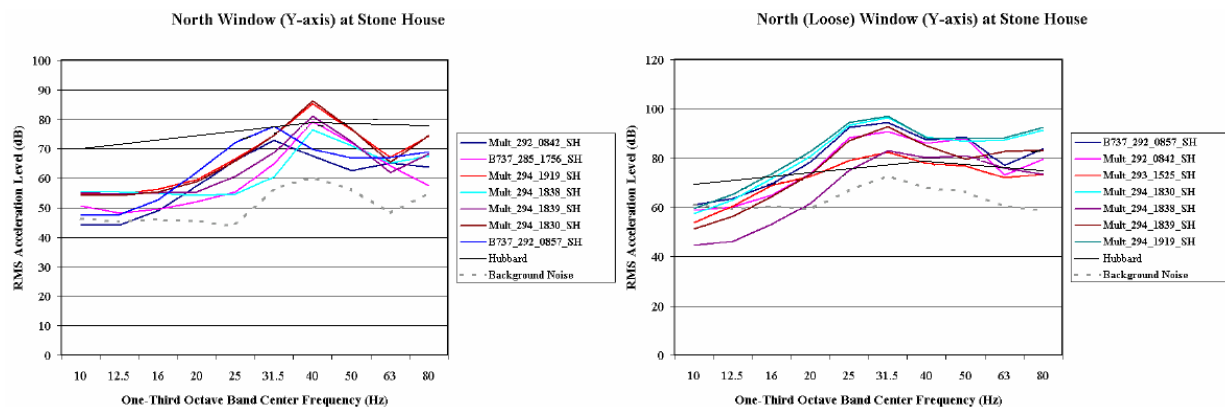 North Window (Y-axis) at Stone House
100
90
80
70
60
50
40
30
20
10
0
RMS Acceleration Level (dB)
10 12.5 16 20 25 31.5 40 50 63 80
One-Third Octave Band Center Frequency (Hz)
Mult_292_0842_SH
B737_285_1756_SH
Mult_294_1919_SH
Mult_294_1838_SH
Mult_294_1839_SH
Mult_294_1830_SH
B737_292_0857_SH
Hubbard
Background Noise
North (Loose) Window (Y-axis) at Stone House
120
100
80
60
40
20
0
RMS Acceleration Level (dB)
10 12.5 16 20 25 31.5 40 50 63 80
One-Third Octave Band Center Frequency (Hz)
B737_292_0857_SH
Mult_292_0842_SH
Mult_293_1525_SH
Mult_294_1830_SH
Mult_294_1838_SH
Mult_294_1839_SH
Mult_294_1919_SH
Hubbard
Background Noise